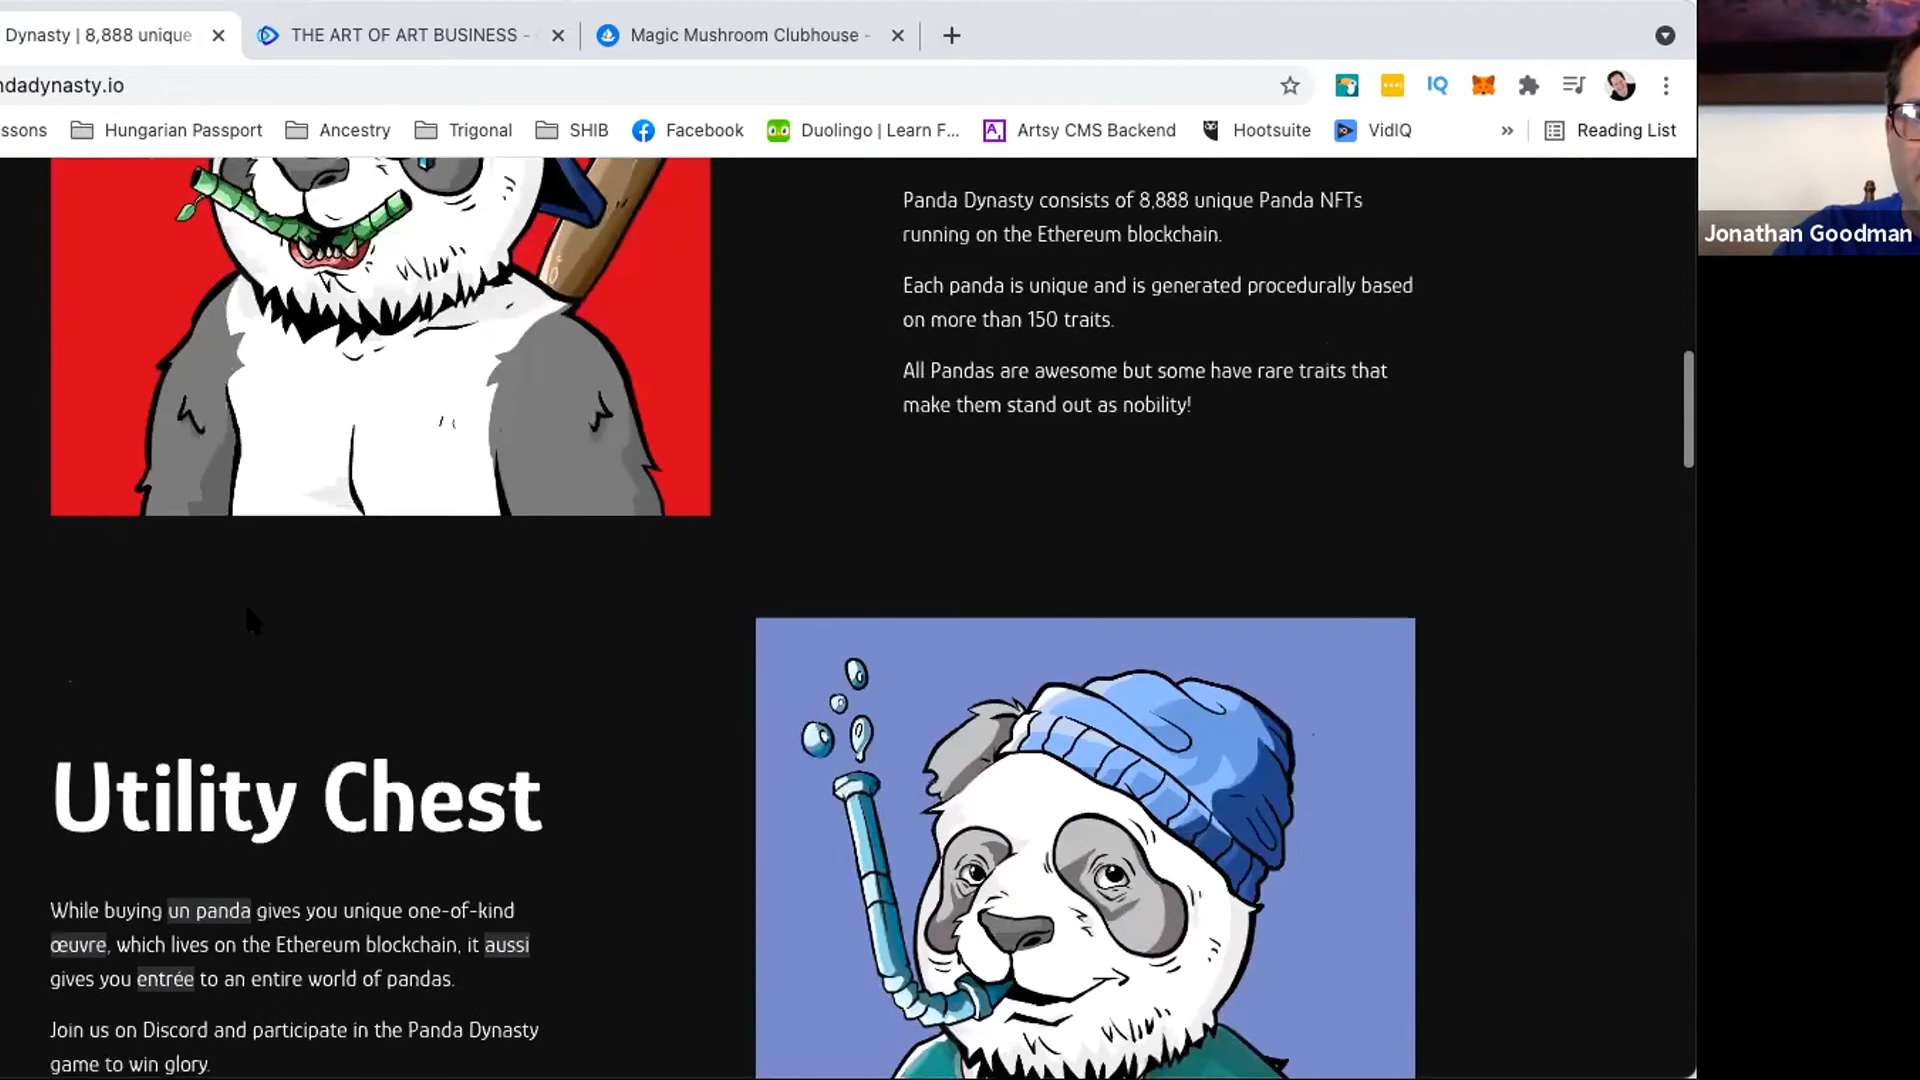 Dynasty | 8,888 unique
THE ART OF ART BUSINESS -
Magic Mushroom Clubhouse -
ndadynasty.io
IQ
ssons
Hungarian Passport
Ancestry
Trigonal
SHIB
Facebook
Duolingo | Learn F...
A,
Artsy CMS Backend
Hootsuite
VidIQ
»
Reading List
Jonathan Goodman
Panda Dynasty consists of 8,888 unique Panda NFTs
running on the Ethereum blockchain.
Each panda is unique and is generated procedurally based
on more than 150 traits.
All Pandas are awesome but some have rare traits that
make them stand out as nobility!
Utility Chest
While buying un panda gives you unique one-of-kind
œuvre, which lives on the Ethereum blockchain, it aussi
gives you entrée to an entire world of pandas.
Join us on Discord and participate in the Panda Dynasty
game to win glory.